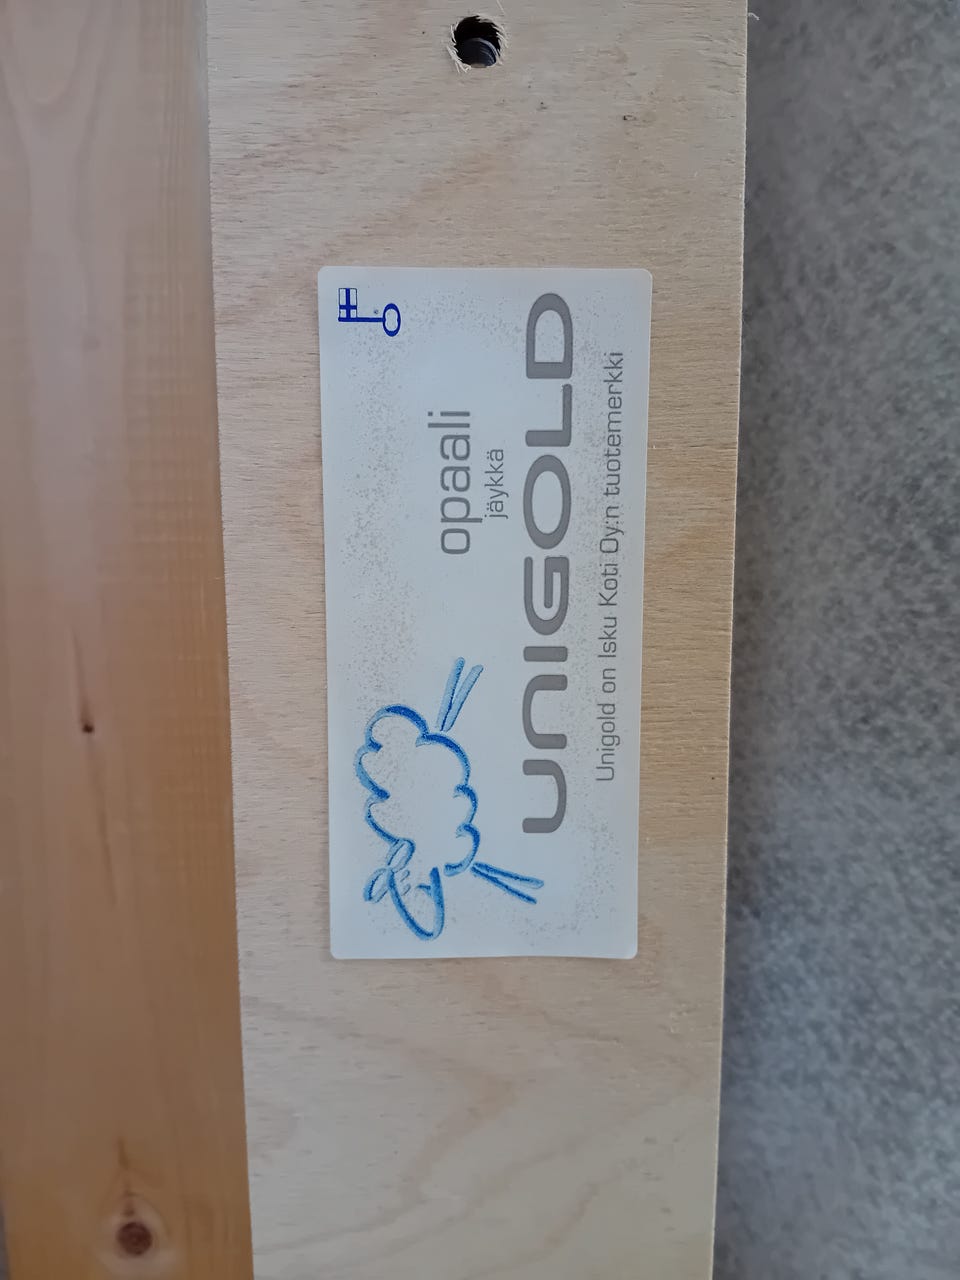 opaali
jäykkä
UNIGOLD
Unigold on Isku Koti Oy:n tuotemerkki